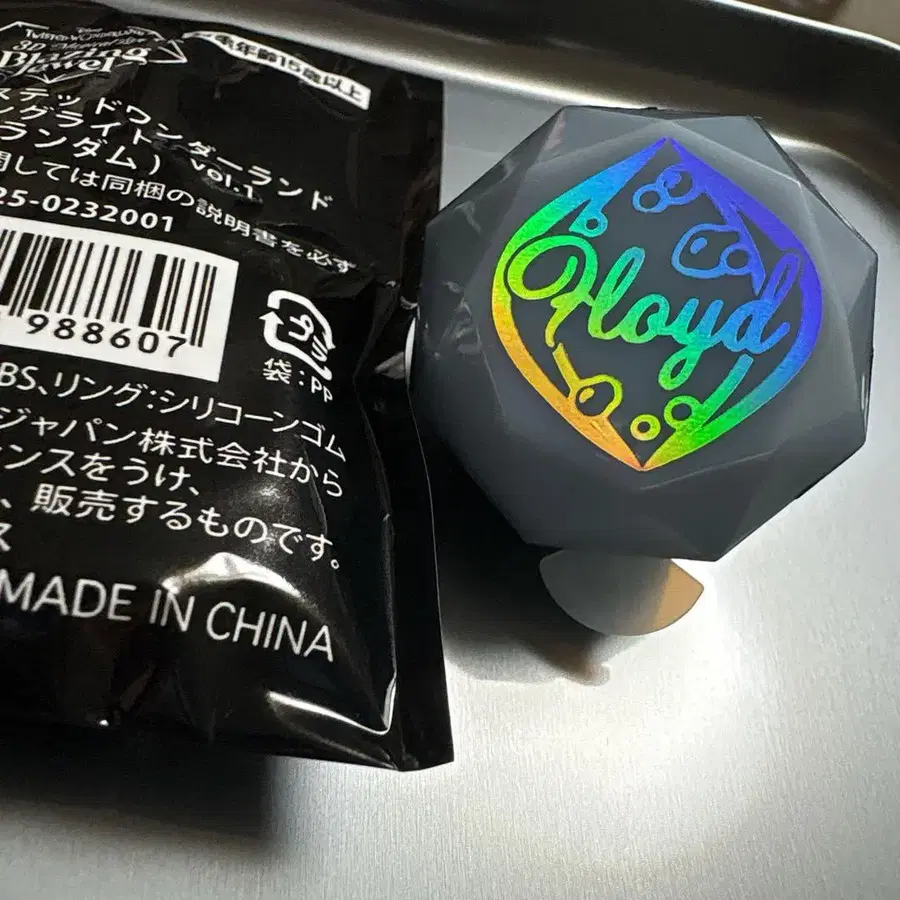 TWISTED-WONDERLAND
Blazing
Jewel
対象年齢15歳以上
ステッドワンダーランド
ングライト
ランダム） vol.1
関しては同梱の説明書を必ず
25-0232001
988607
袋:PP
BS、リング:シリコーンゴム
ジャパン株式会社から
ンスをうけ、
、販売するものです。
ス
MADE IN CHINA
Floyd